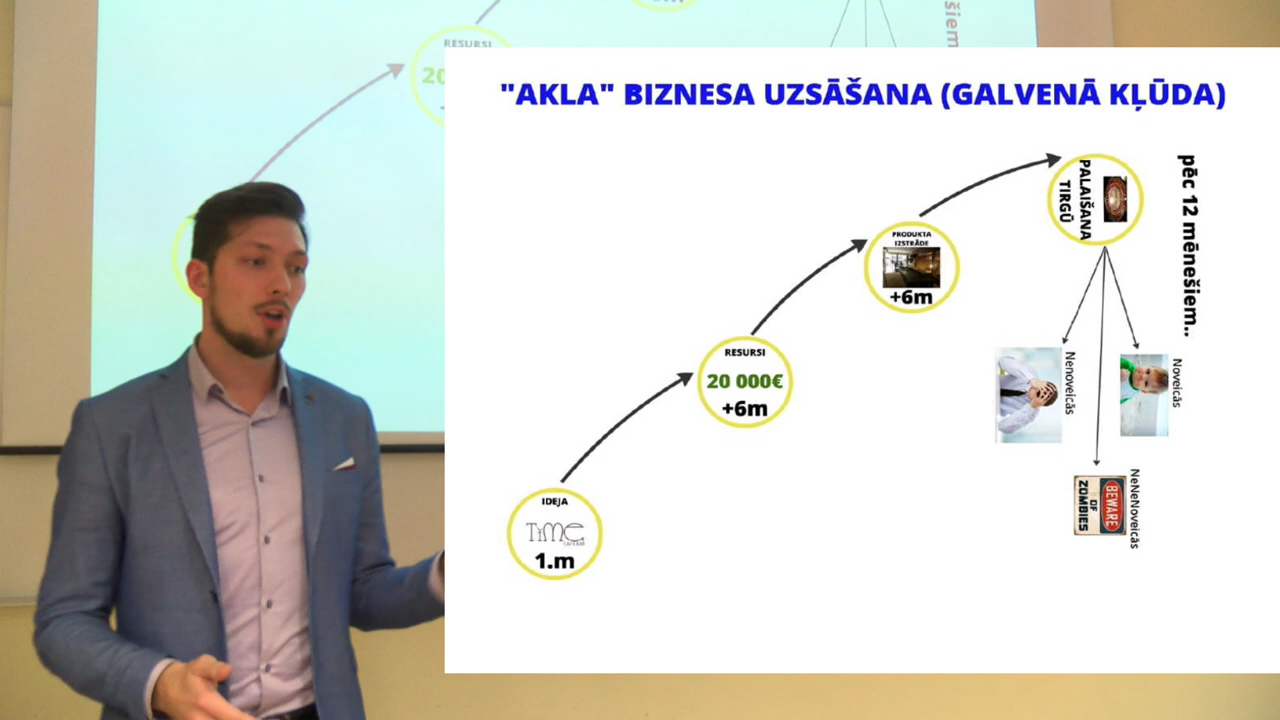 "AKLA" BIZNESA UZSĀŠANA (GALVENĀ KĻŪDA)
RESURSI
20
šiem
pēc 12 mēnešiem..
PALAIŠANA
TIRGŪ
PRODUKTA
IZSTRĀDE
+6m
RESURSI
20 000€
+6m
IDEJA
TiMe
1.m
Nenoveicās
Noveicās
NeNeNoveicās
BEWARE
OF
ZOMBIES